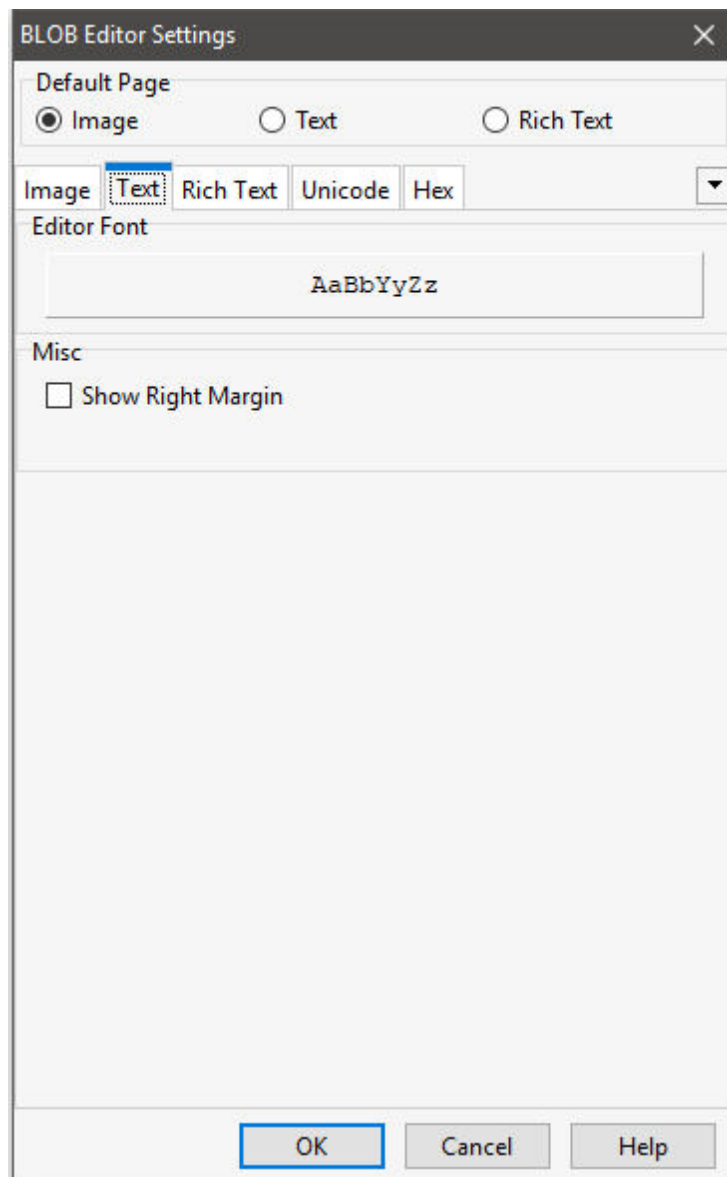 BLOB Editor Settings
Default Page
Image Text Rich Text
Image Text Rich Text Unicode Hex
Editor Font
AaBbYyZz
Misc
Show Right Margin
OK Cancel Help